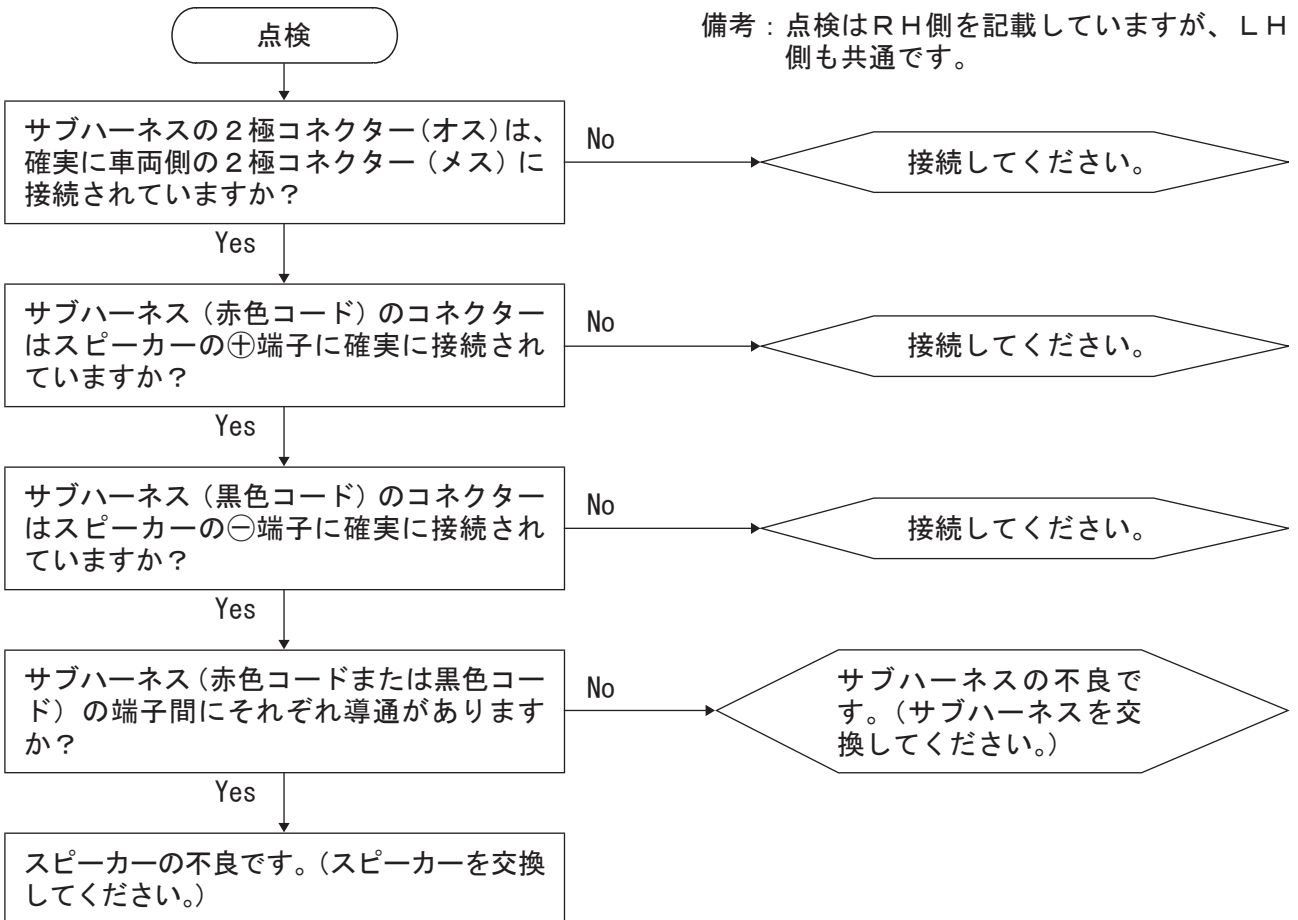 点検
備考：点検はＲＨ側を記載していますが、ＬＨ
側も共通です。
サブハーネスの２極コネクター（オス）は、
確実に車両側の２極コネクター（メス）に
接続されていますか？
No
接続してください。
Yes
サブハーネス（赤色コード）のコネクター
はスピーカーの⊕端子に確実に接続され
ていますか？
No
接続してください。
Yes
サブハーネス（黒色コード）のコネクター
はスピーカーの⊖端子に確実に接続され
ていますか？
No
接続してください。
Yes
サブハーネス（赤色コードまたは黒色コー
ド）の端子間にそれぞれ導通があります
か？
No
サブハーネスの不良で
す。（サブハーネスを交
換してください。）
Yes
スピーカーの不良です。（スピーカーを交換
してください。）